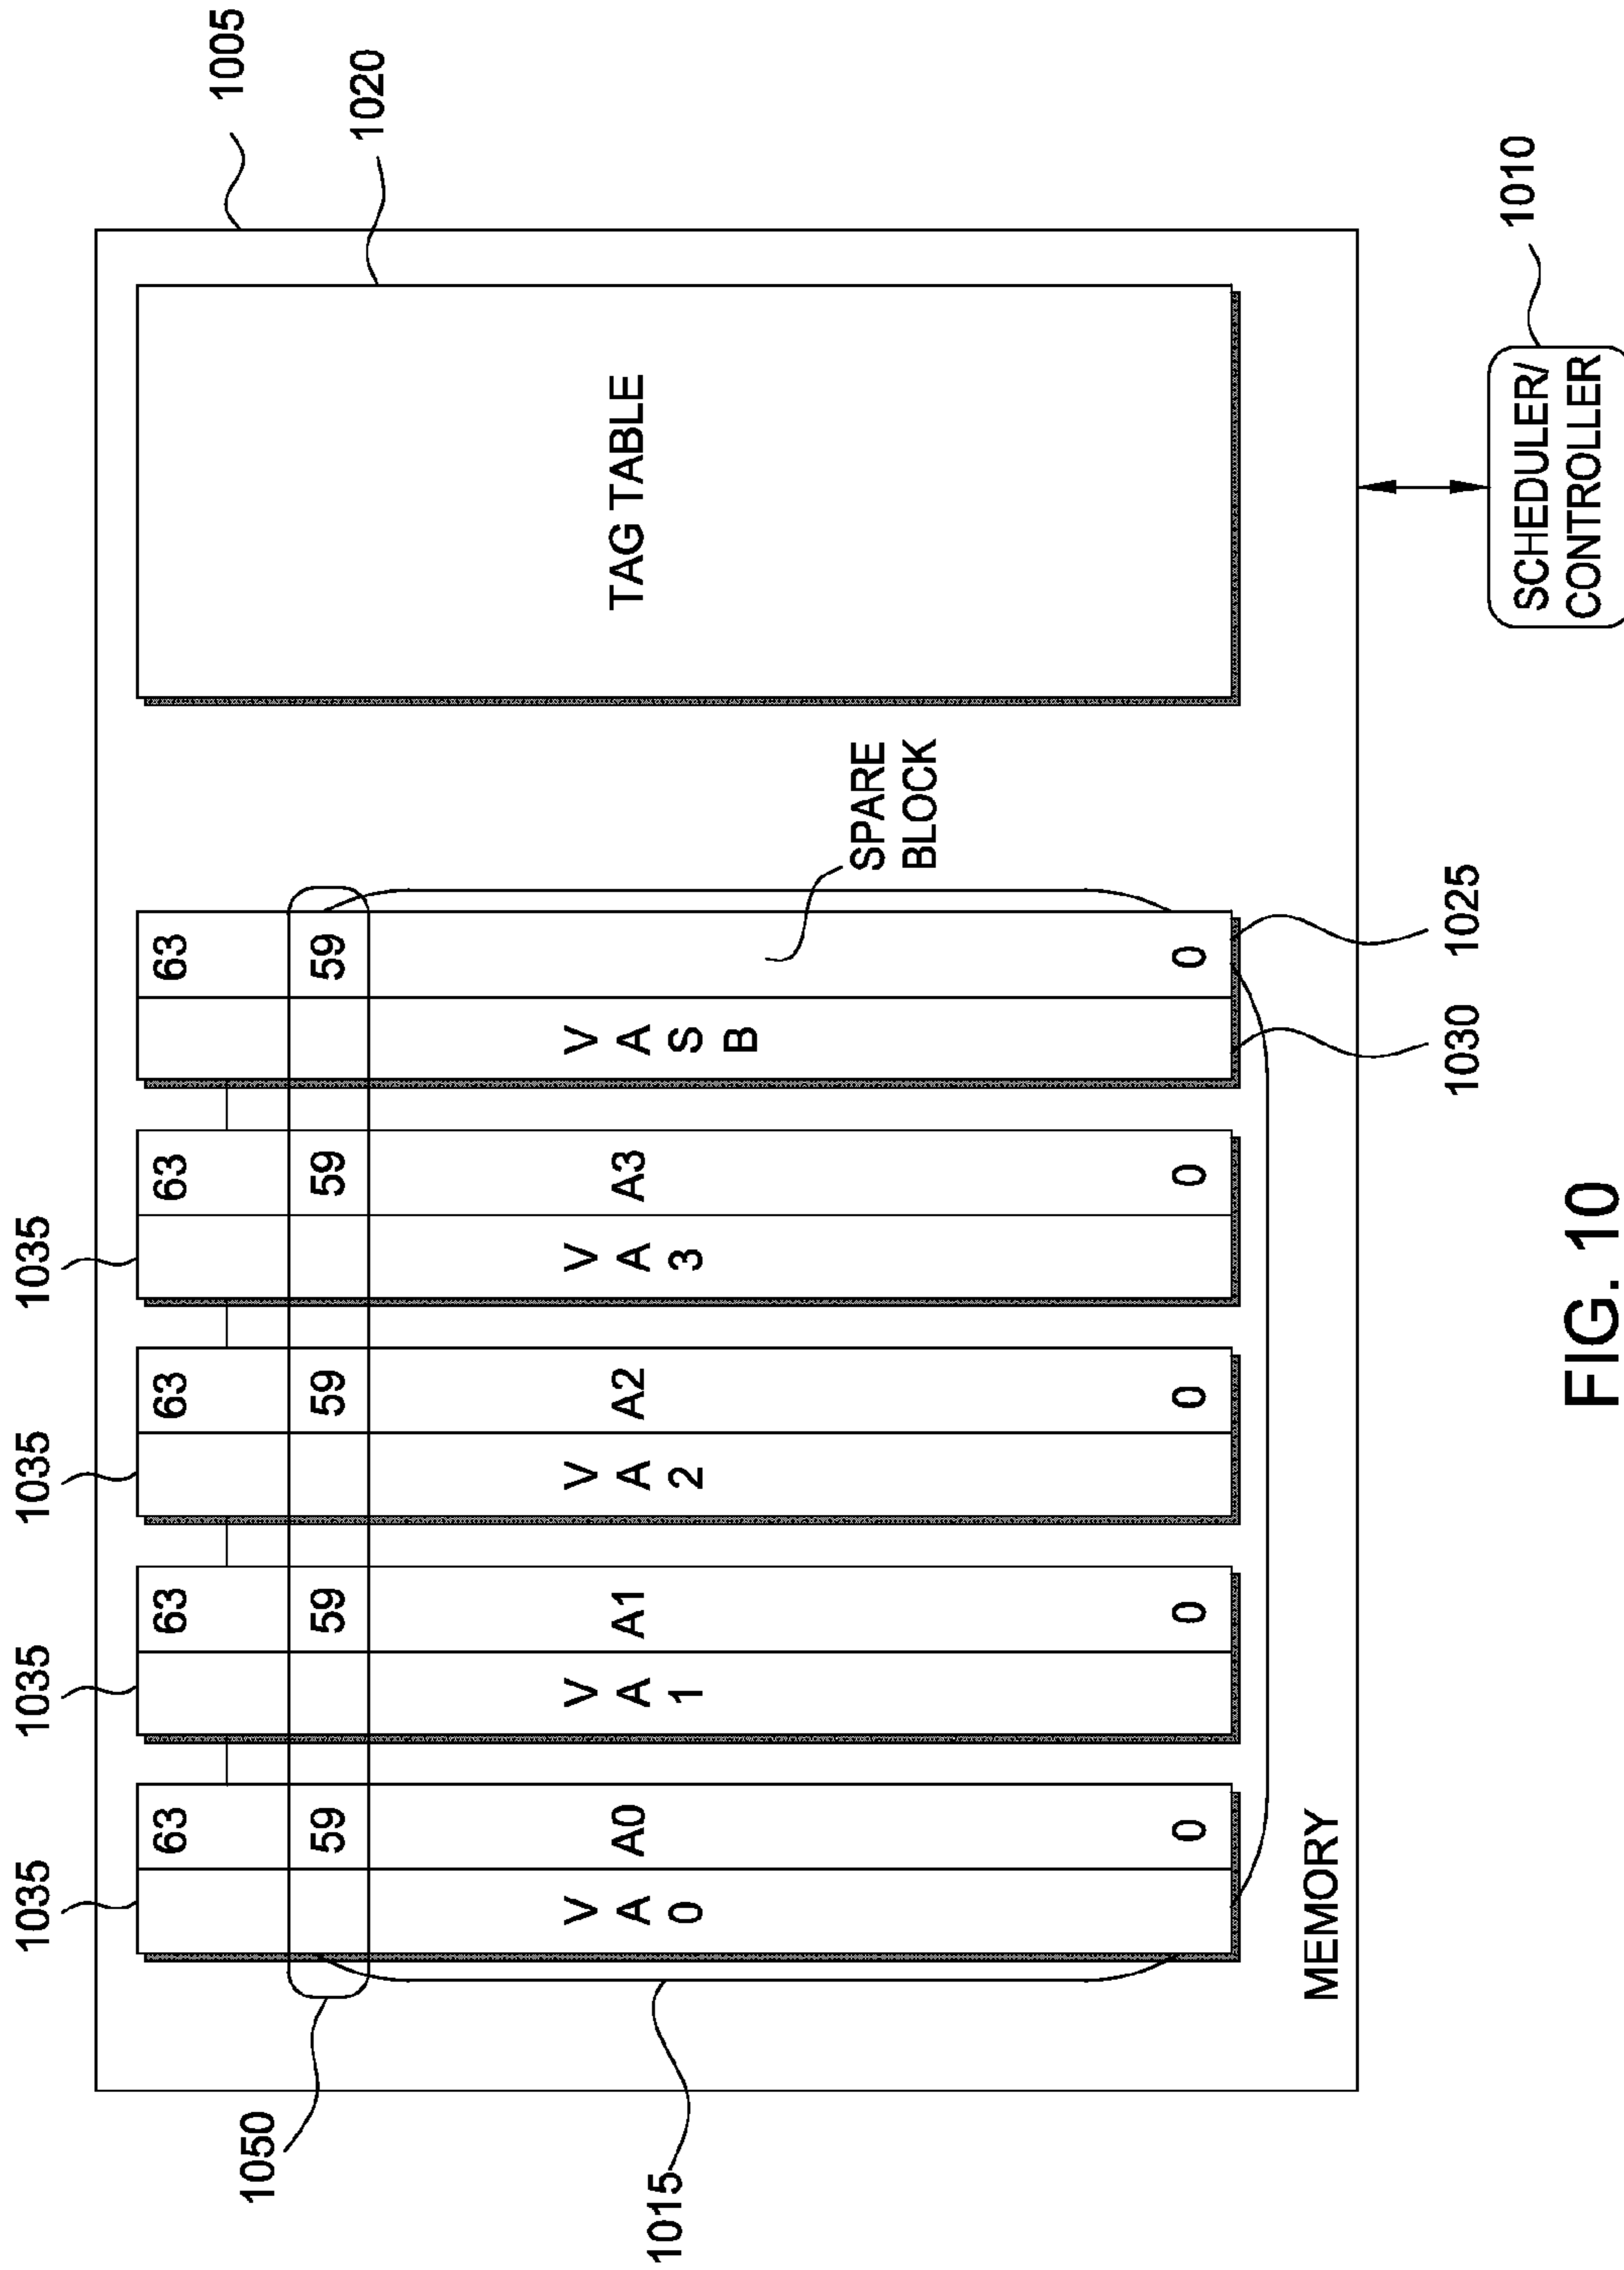 1035
1035
1035
1035
1005
1050
63
63
63
63
63
1020
59
59
59
59
59
V
A
0
A0
V
A
1
A1
V
A
2
A2
V
A
3
A3
V
A
S
B
TAG TABLE
1015
SPARE
BLOCK
0
0
0
0
0
MEMORY
1030
1025
1010
SCHEDULER/
CONTROLLER
FIG. 10